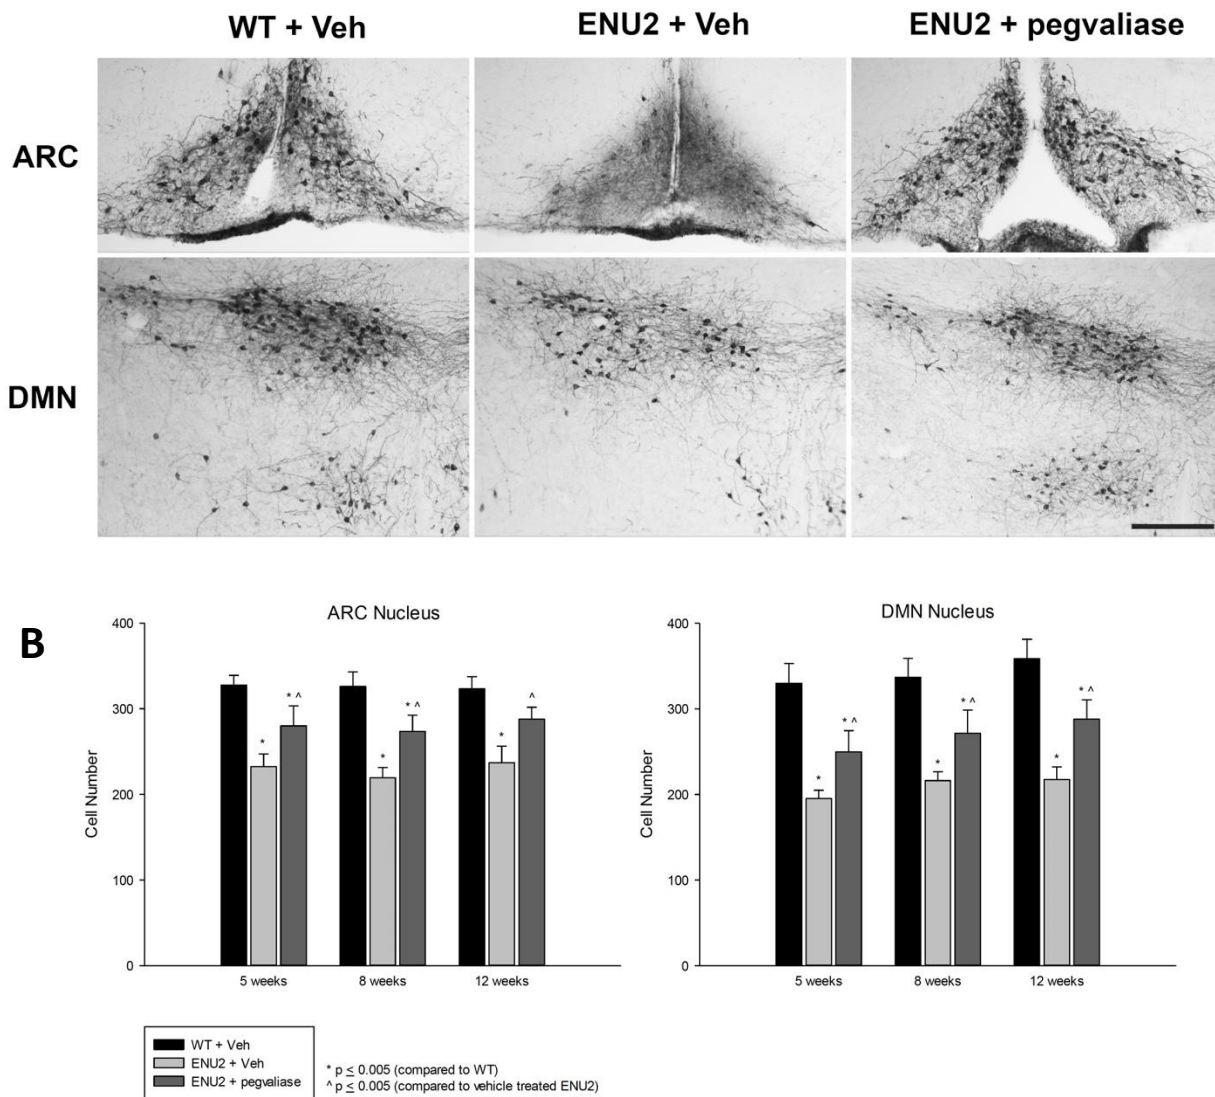 WT + Veh ENU2 + Veh ENU2 + pegvaliase
ARC
DMN
B
ARC Nucleus
400
300
200
100
0
Cell Number
* * ^ * * ^ * ^
5 weeks 8 weeks 12 weeks
DMN Nucleus
400
300
200
100
0
Cell Number
* * ^ * * ^ * * ^
5 weeks 8 weeks 12 weeks
WT + Veh
ENU2 + Veh
ENU2 + pegvaliase
* p ≤ 0.005 (compared to WT)
^ p ≤ 0.005 (compared to vehicle treated ENU2)